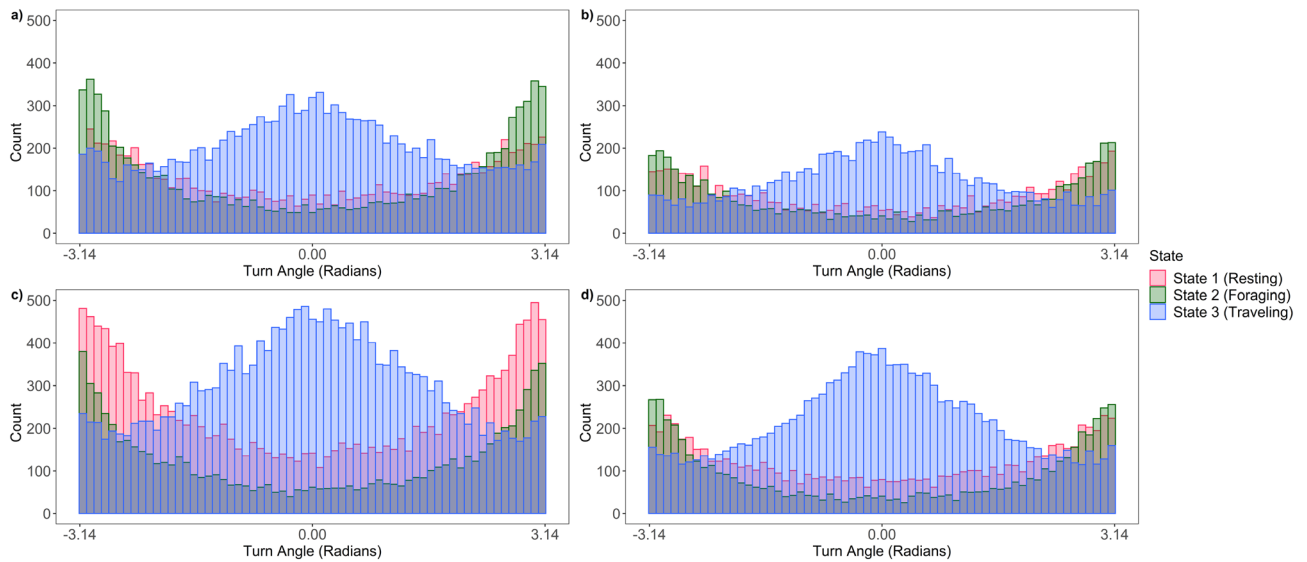 a)
500
400
300
200
100
0
Count
-3.14
0.00
3.14
Turn Angle (Radians)
b)
500
400
300
200
100
0
Count
-3.14
0.00
3.14
Turn Angle (Radians)
c)
500
400
300
200
100
0
Count
-3.14
0.00
3.14
Turn Angle (Radians)
d)
500
400
300
200
100
0
Count
-3.14
0.00
3.14
Turn Angle (Radians)
State
State 1 (Resting)
State 2 (Foraging)
State 3 (Traveling)